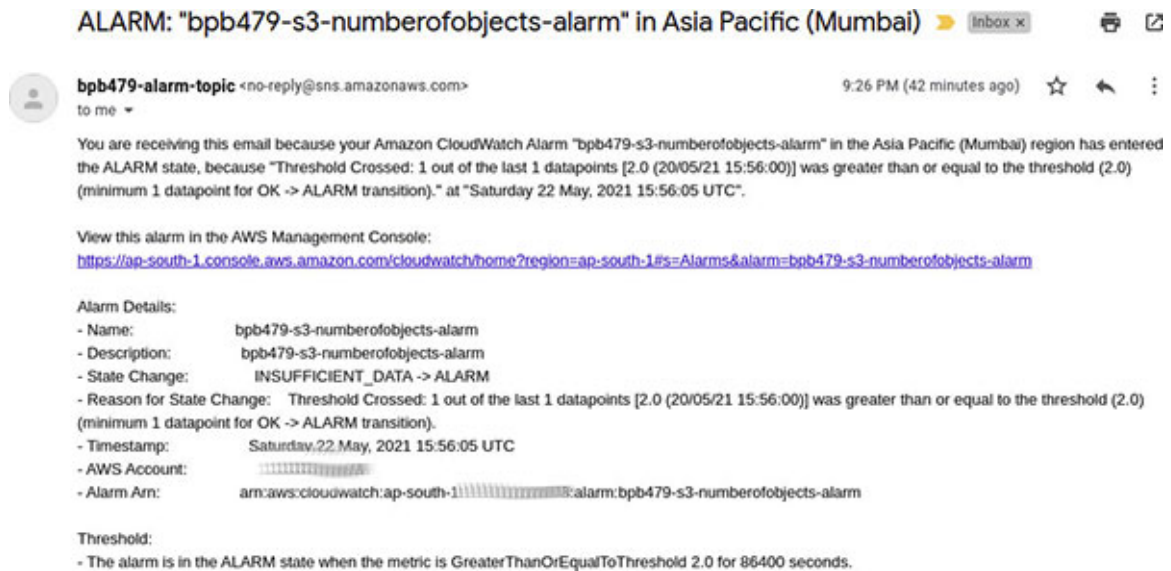 ALARM: "bpb479-s3-numberofobjects-alarm" in Asia Pacific (Mumbai) Inbox ×
bpb479-alarm-topic <no-reply@sns.amazonaws.com> 9:26 PM (42 minutes ago)
to me
You are receiving this email because your Amazon CloudWatch Alarm "bpb479-s3-numberofobjects-alarm" in the Asia Pacific (Mumbai) region has entered
the ALARM state, because "Threshold Crossed: 1 out of the last 1 datapoints [2.0 (20/05/21 15:56:00)] was greater than or equal to the threshold (2.0)
(minimum 1 datapoint for OK -> ALARM transition)." at "Saturday 22 May, 2021 15:56:05 UTC".
View this alarm in the AWS Management Console:
https://ap-south-1.console.aws.amazon.com/cloudwatch/home?region=ap-south-1#s=Alarms&alarm=bpb479-s3-numberofobjects-alarm
Alarm Details:
- Name: bpb479-s3-numberofobjects-alarm
- Description: bpb479-s3-numberofobjects-alarm
- State Change: INSUFFICIENT_DATA -> ALARM
- Reason for State Change: Threshold Crossed: 1 out of the last 1 datapoints [2.0 (20/05/21 15:56:00)] was greater than or equal to the threshold (2.0)
(minimum 1 datapoint for OK -> ALARM transition).
- Timestamp: Saturday 22 May, 2021 15:56:05 UTC
- AWS Account:
- Alarm Arn: arn:aws:cloudwatch:ap-south-1 :alarm:bpb479-s3-numberofobjects-alarm
Threshold:
- The alarm is in the ALARM state when the metric is GreaterThanOrEqualToThreshold 2.0 for 86400 seconds.